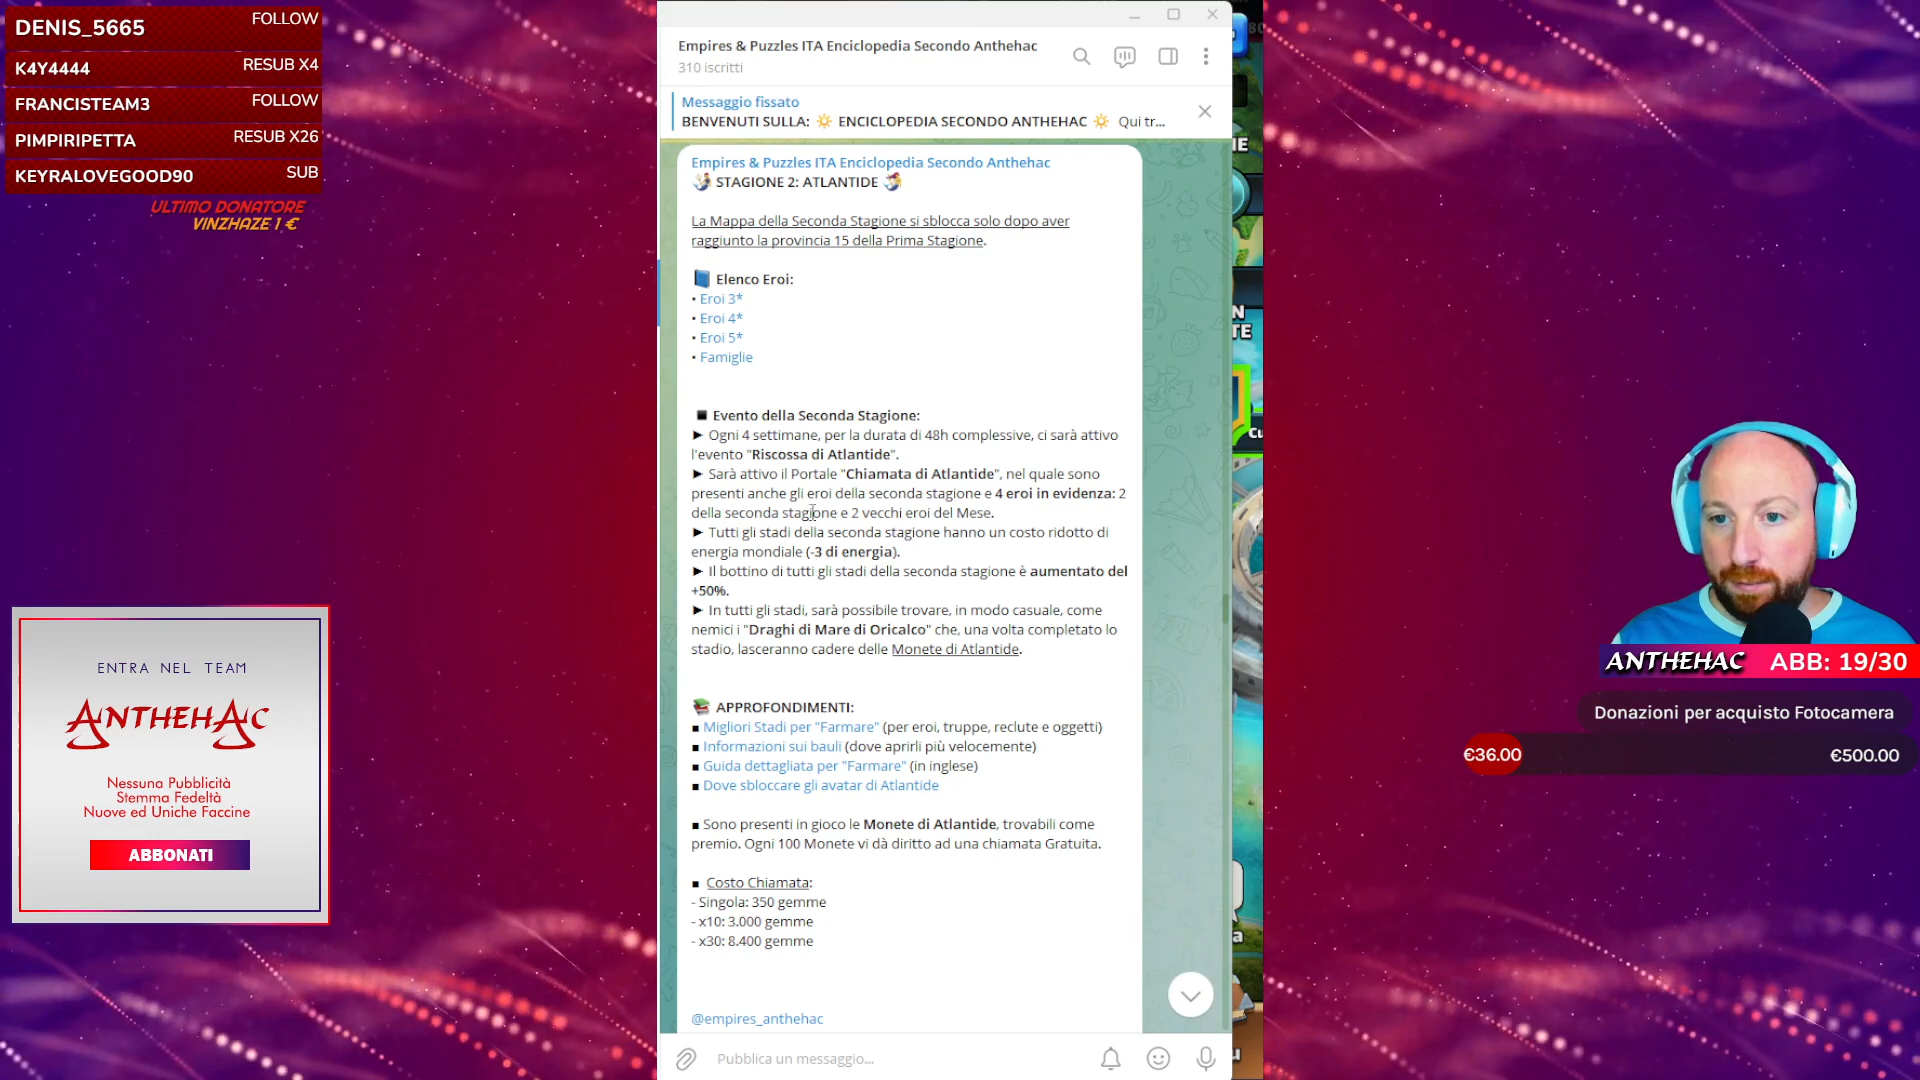 DENIS_5665 FOLLOW
K4Y4444 RESUB X4
FRANCISTEAM3 FOLLOW
PIMPIRIPETTA RESUB X26
KEYRALOVEGOOD90 SUB
ULTIMO DONATORE
VINZHAZE 1 €
ENTRA NEL TEAM
ANTHEHAC
Nessuna Pubblicità
Stemma Fedeltà
Nuove ed Uniche Faccine
ABBONATI
Empires & Puzzles ITA Enciclopedia Secondo Anthehac
310 iscritti
Messaggio fissato
BENVENUTI SULLA: ☀️ ENCICLOPEDIA SECONDO ANTHEHAC ☀️ Qui tr...
Empires & Puzzles ITA Enciclopedia Secondo Anthehac
STAGIONE 2: ATLANTIDE
La Mappa della Seconda Stagione si sblocca solo dopo aver
raggiunto la provincia 15 della Prima Stagione.
📘 Elenco Eroi:
• Eroi 3*
• Eroi 4*
• Eroi 5*
• Famiglie
◾ Evento della Seconda Stagione:
► Ogni 4 settimane, per la durata di 48h complessive, ci sarà attivo
l'evento "Riscossa di Atlantide".
► Sarà attivo il Portale "Chiamata di Atlantide", nel quale sono
presenti anche gli eroi della seconda stagione e 4 eroi in evidenza: 2
della seconda stagione e 2 vecchi eroi del Mese.
► Tutti gli stadi della seconda stagione hanno un costo ridotto di
energia mondiale (-3 di energia).
► Il bottino di tutti gli stadi della seconda stagione è aumentato del
+50%.
► In tutti gli stadi, sarà possibile trovare, in modo casuale, come
nemici i "Draghi di Mare di Oricalco" che, una volta completato lo
stadio, lasceranno cadere delle Monete di Atlantide.
📚 APPROFONDIMENTI:
▪ Migliori Stadi per "Farmare" (per eroi, truppe, reclute e oggetti)
▪ Informazioni sui bauli (dove aprirli più velocemente)
▪ Guida dettagliata per "Farmare" (in inglese)
▪ Dove sbloccare gli avatar di Atlantide
▪ Sono presenti in gioco le Monete di Atlantide, trovabili come
premio. Ogni 100 Monete vi dà diritto ad una chiamata Gratuita.
▪ Costo Chiamata:
- Singola: 350 gemme
- x10: 3.000 gemme
- x30: 8.400 gemme
@empires_anthehac
Pubblica un messaggio...
ANTHEHAC ABB: 19/30
Donazioni per acquisto Fotocamera
€36.00 €500.00